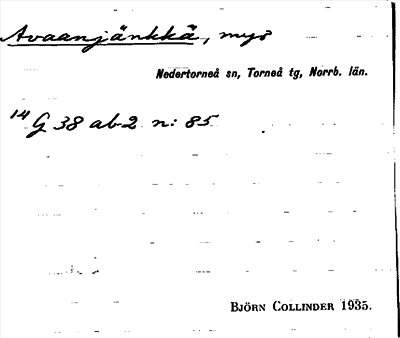 Avaanjänkkä, myr
Nedertorneå sn, Torneå tg, Norrb. län.
14 G 38 ab 2 n: 85
BJÖRN COLLINDER 1935.